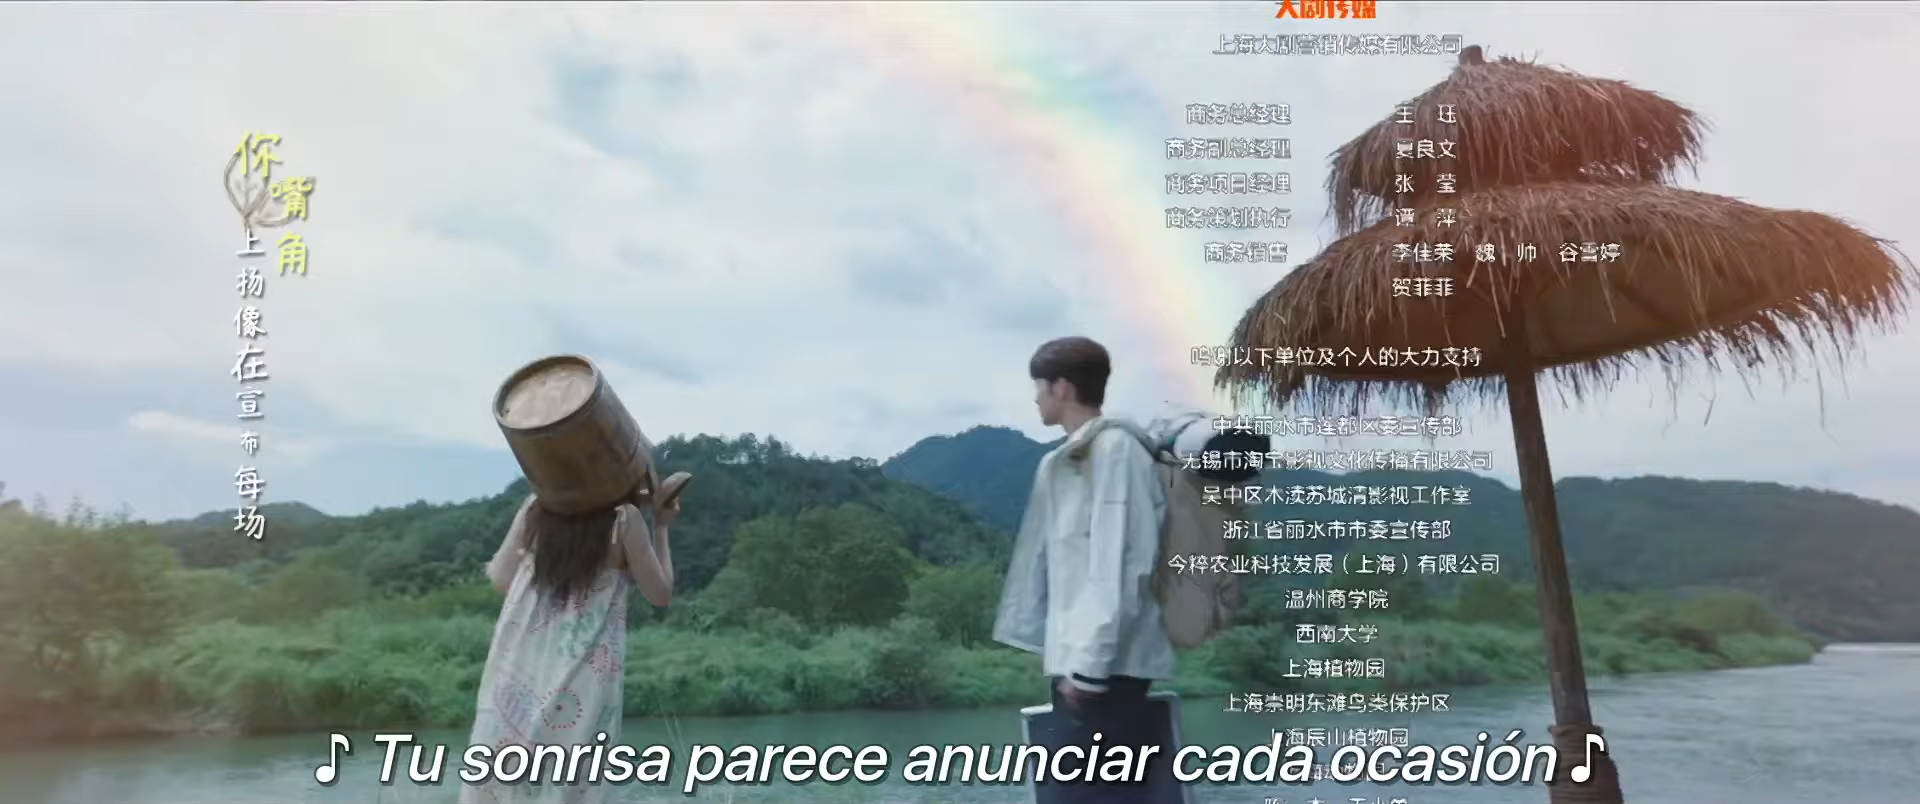 大剧传媒
上海大剧营销传媒有限公司
商务总经理 王 珏
商务副总经理 夏良文
商务项目经理 张 莹
商务策划执行 谭 萍
商务销售 李佳荣 魏 帅 谷雪婷
贺菲菲
鸣谢以下单位及个人的大力支持
中共丽水市莲都区委宣传部
无锡市淘宝影视文化传播有限公司
吴中区木渎苏城清影视工作室
浙江省丽水市市委宣传部
今粹农业科技发展（上海）有限公司
温州商学院
西南大学
上海植物园
上海崇明东滩鸟类保护区
上海辰山植物园
你嘴角
上扬像在宣布每场
♪ Tu sonrisa parece anunciar cada ocasión ♪